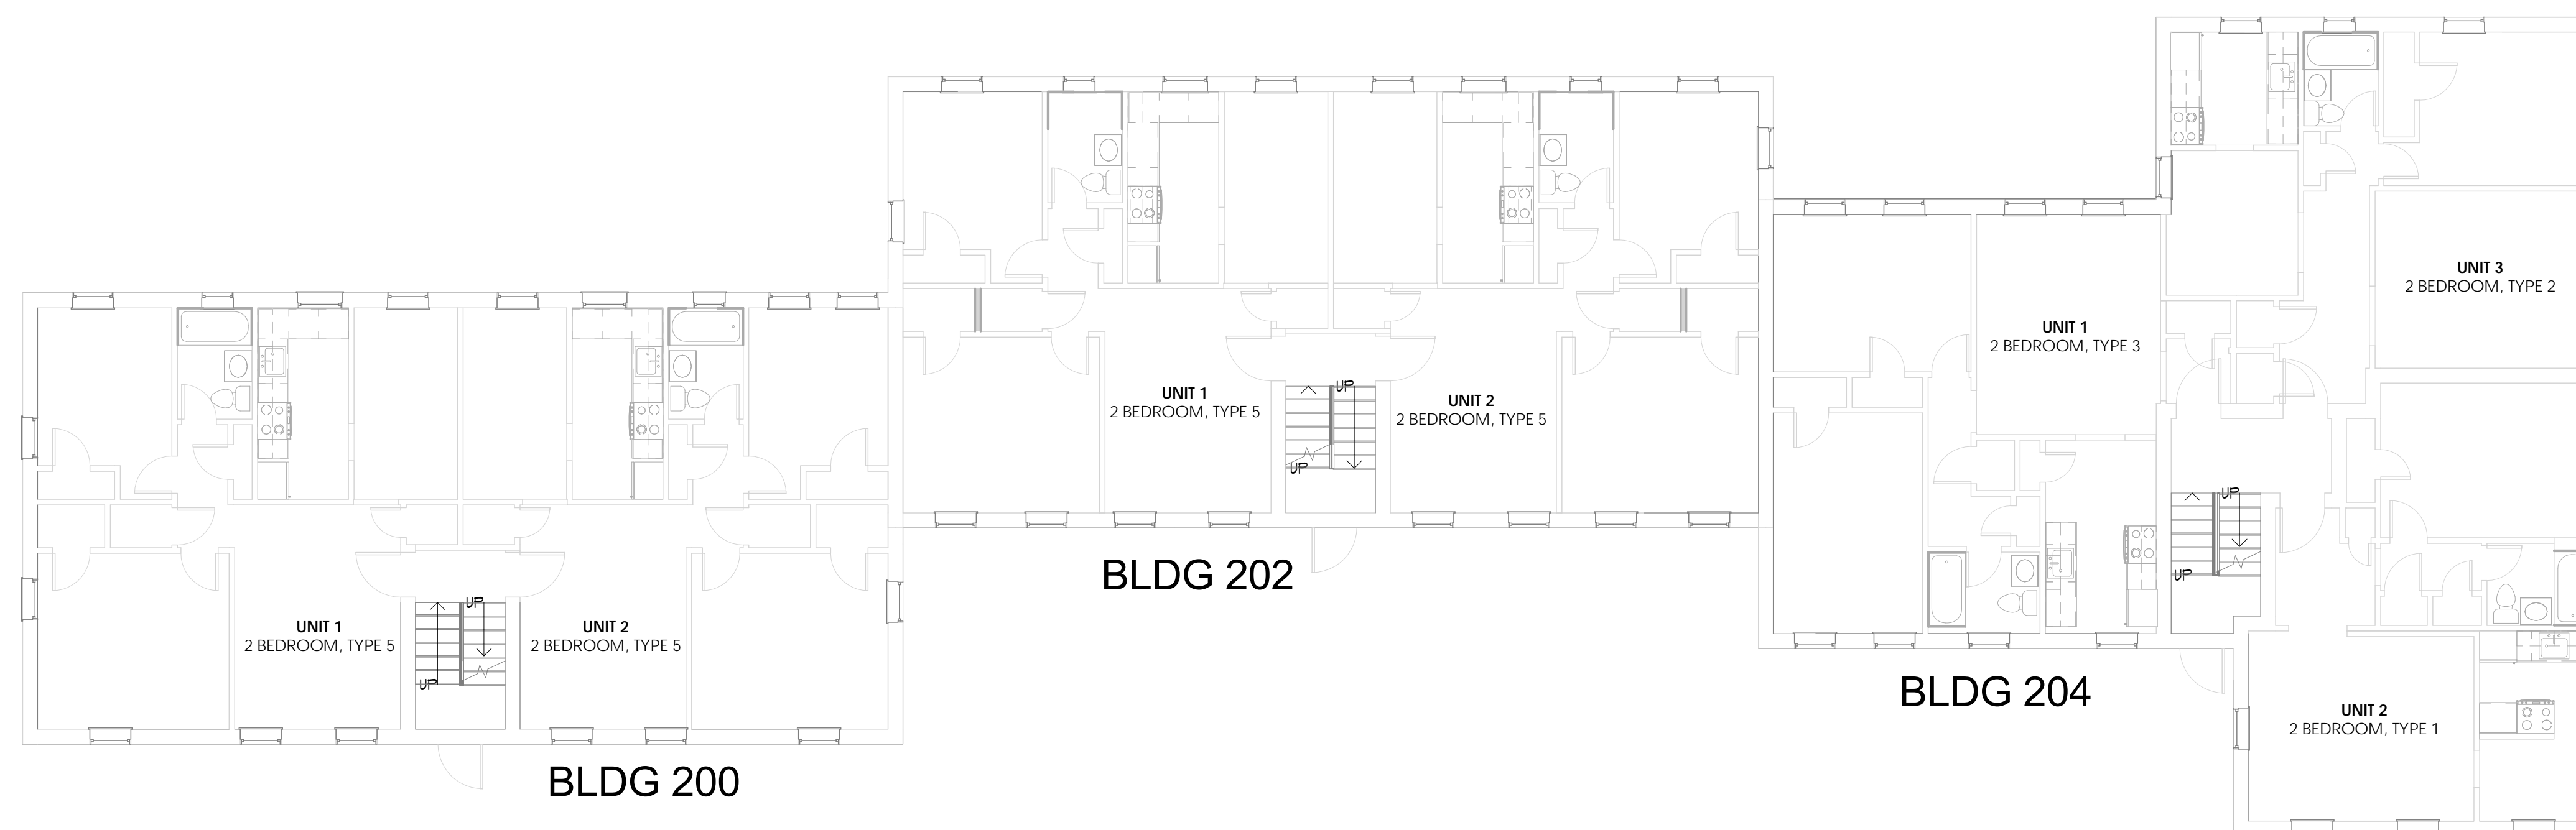 UNIT 1
2 BEDROOM, TYPE 5
UP
UP
UNIT 2
2 BEDROOM, TYPE 5
BLDG 200
UNIT 1
2 BEDROOM, TYPE 5
UP
UP
UNIT 2
2 BEDROOM, TYPE 5
BLDG 202
UNIT 1
2 BEDROOM, TYPE 3
UP
UP
UNIT 3
2 BEDROOM, TYPE 2
BLDG 204
UNIT 2
2 BEDROOM, TYPE 1